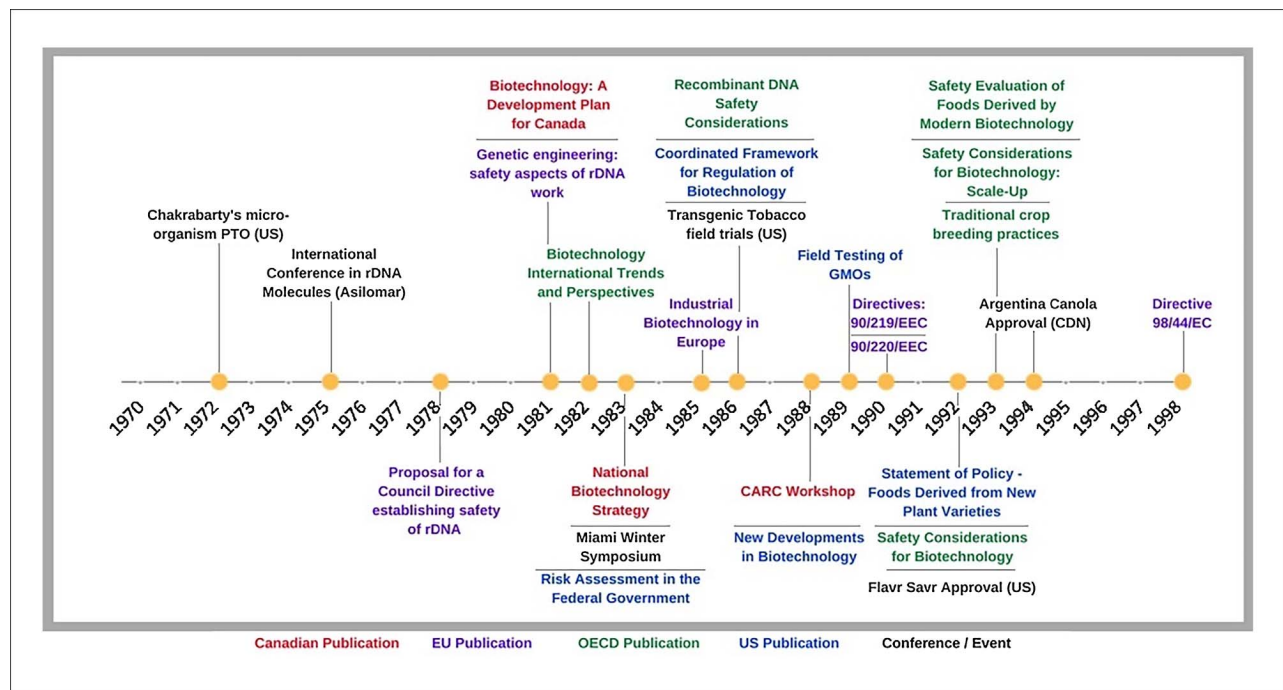 Biotechnology: A
Development Plan
for Canada
Genetic engineering:
safety aspects of rDNA
work
Recombinant DNA
Safety
Considerations
Coordinated Framework
for Regulation of
Biotechnology
Transgenic Tobacco
field trials (US)
Safety Evaluation of
Foods Derived by
Modern Biotechnology
Safety Considerations
for Biotechnology:
Scale-Up
Traditional crop
breeding practices
Chakrabarty's micro-
organism PTO (US)
International
Conference in rDNA
Molecules (Asilomar)
Biotechnology
International Trends
and Perspectives
Industrial
Biotechnology in
Europe
Field Testing of
GMOs
Directives:
90/219/EEC
90/220/EEC
Argentina Canola
Approval (CDN)
Directive
98/44/EC
1970
1971
1972
1973
1974
1975
1976
1977
1978
1979
1980
1981
1982
1983
1984
1985
1986
1987
1988
1989
1990
1991
1992
1993
1994
1995
1996
1997
1998
Proposal for a
Council Directive
establishing safety
of rDNA
National
Biotechnology
Strategy
Miami Winter
Symposium
Risk Assessment in the
Federal Government
CARC Workshop
New Developments
in Biotechnology
Statement of Policy -
Foods Derived from New
Plant Varieties
Safety Considerations
for Biotechnology
Flavr Savr Approval (US)
Canadian Publication
EU Publication
OECD Publication
US Publication
Conference / Event